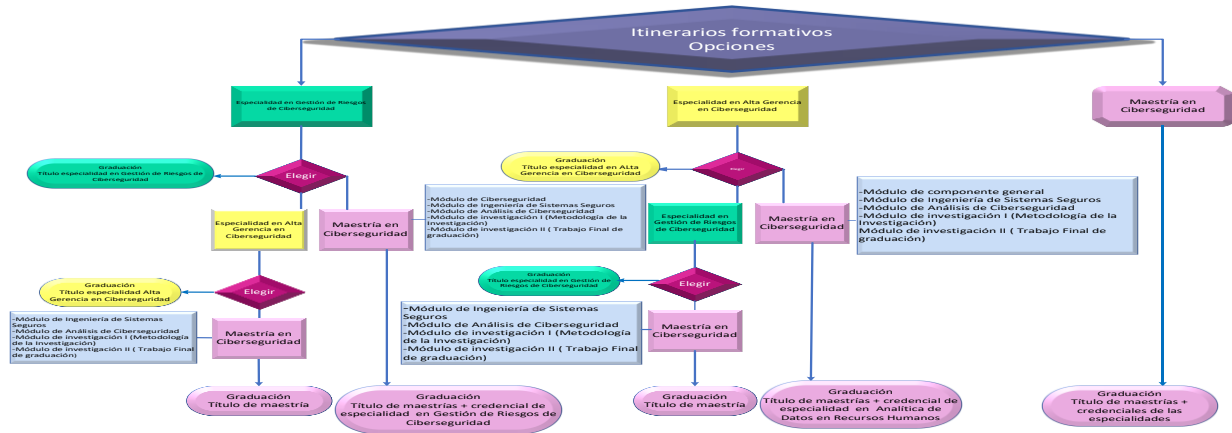 Itinerarios formativos
Opciones
Especialidad en Gestión de Riesgos
de Ciberseguridad
Especialidad en Alta Gerencia
en Ciberseguridad
Maestría en
Ciberseguridad
Graduación
Título especialidad en Gestión de Riesgos de
Ciberseguridad
Elegir
Graduación
Título especialidad en Alta
Gerencia en Ciberseguridad
Elegir
Especialidad en Alta
Gerencia en
Ciberseguridad
Maestría en
Ciberseguridad
-Módulo de Ciberseguridad
-Módulo de Ingeniería de Sistemas Seguros
-Módulo de Análisis de Ciberseguridad
-Módulo de investigación I (Metodología de la
Investigación)
-Módulo de investigación II ( Trabajo Final de
graduación)
Especialidad en
Gestión de Riesgos
de Ciberseguridad
Maestría en
Ciberseguridad
-Módulo de componente general
-Módulo de Ingeniería de Sistemas Seguros
-Módulo de Análisis de Ciberseguridad
-Módulo de investigación I (Metodología de la
Investigación)
Módulo de investigación II ( Trabajo Final de
graduación)
Graduación
Título especialidad Alta
Gerencia en Ciberseguridad
Elegir
Graduación
Título especialidad en Gestión de
Riesgos de Ciberseguridad
Elegir
-Módulo de Ingeniería de Sistemas
Seguros
-Módulo de Análisis de Ciberseguridad
-Módulo de investigación I (Metodología
de la Investigación)
-Módulo de investigación II ( Trabajo Final
de graduación)
Maestría en
Ciberseguridad
-Módulo de Ingeniería de Sistemas
Seguros
-Módulo de Análisis de Ciberseguridad
-Módulo de investigación I (Metodología
de la Investigación)
-Módulo de investigación II ( Trabajo Final
de graduación)
Maestría en
Ciberseguridad
Graduación
Título de maestría
Graduación
Título de maestrías + credencial de
especialidad en Gestión de Riesgos de
Ciberseguridad
Graduación
Título de maestría
Graduación
Título de maestrías + credencial de
especialidad en Analítica de
Datos en Recursos Humanos
Graduación
Título de maestrías +
credenciales de las
especialidades